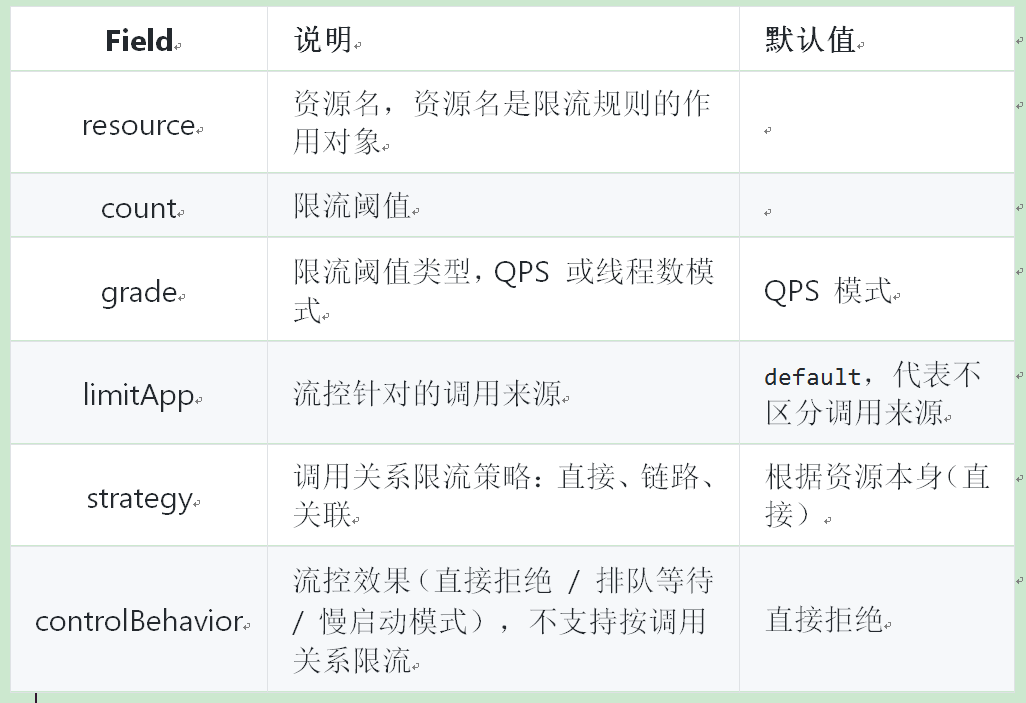 Field 说明 默认值
resource 资源名，资源名是限流规则的作
用对象
count 限流阈值
grade 限流阈值类型，QPS 或线程数模
式 QPS 模式
limitApp 流控针对的调用来源 default，代表不
区分调用来源
strategy 调用关系限流策略：直接、链路、
关联 根据资源本身（直
接）
controlBehavior 流控效果（直接拒绝 / 排队等待
/ 慢启动模式），不支持按调用
关系限流 直接拒绝